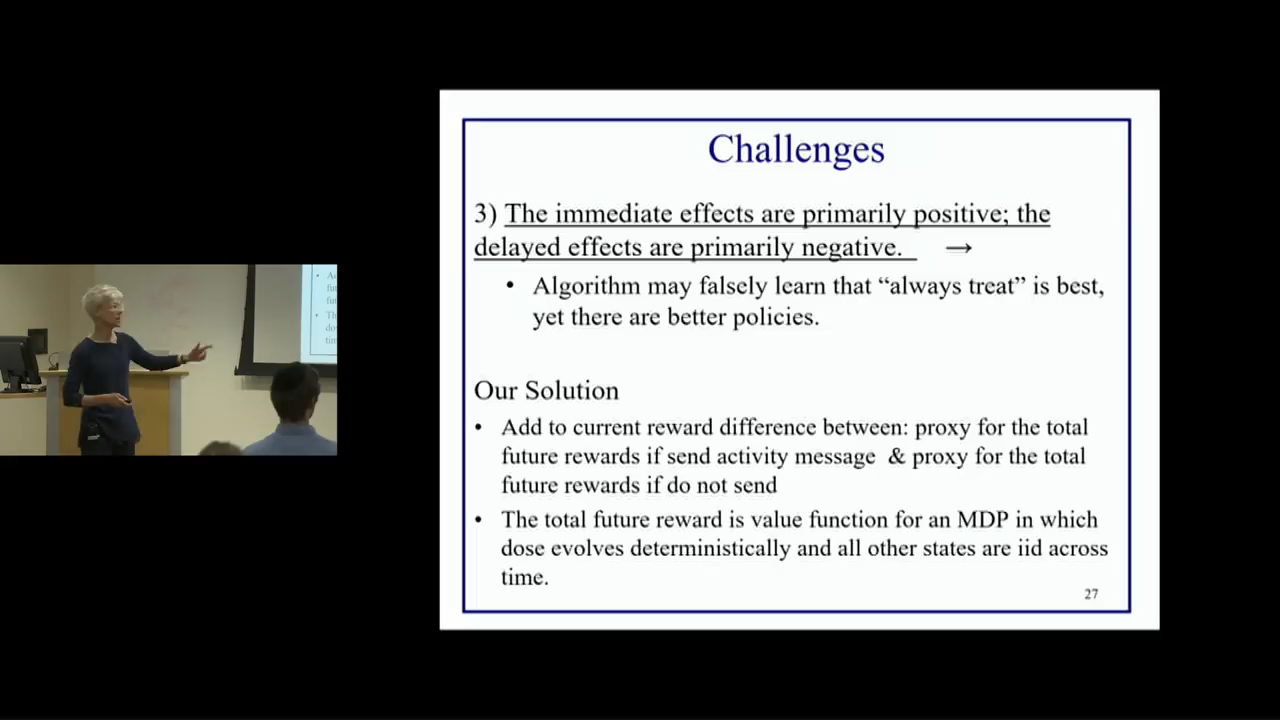 Challenges
3) The immediate effects are primarily positive; the
delayed effects are primarily negative. →
• Algorithm may falsely learn that “always treat” is best,
yet there are better policies.
Our Solution
• Add to current reward difference between: proxy for the total
future rewards if send activity message & proxy for the total
future rewards if do not send
• The total future reward is value function for an MDP in which
dose evolves deterministically and all other states are iid across
time.
27